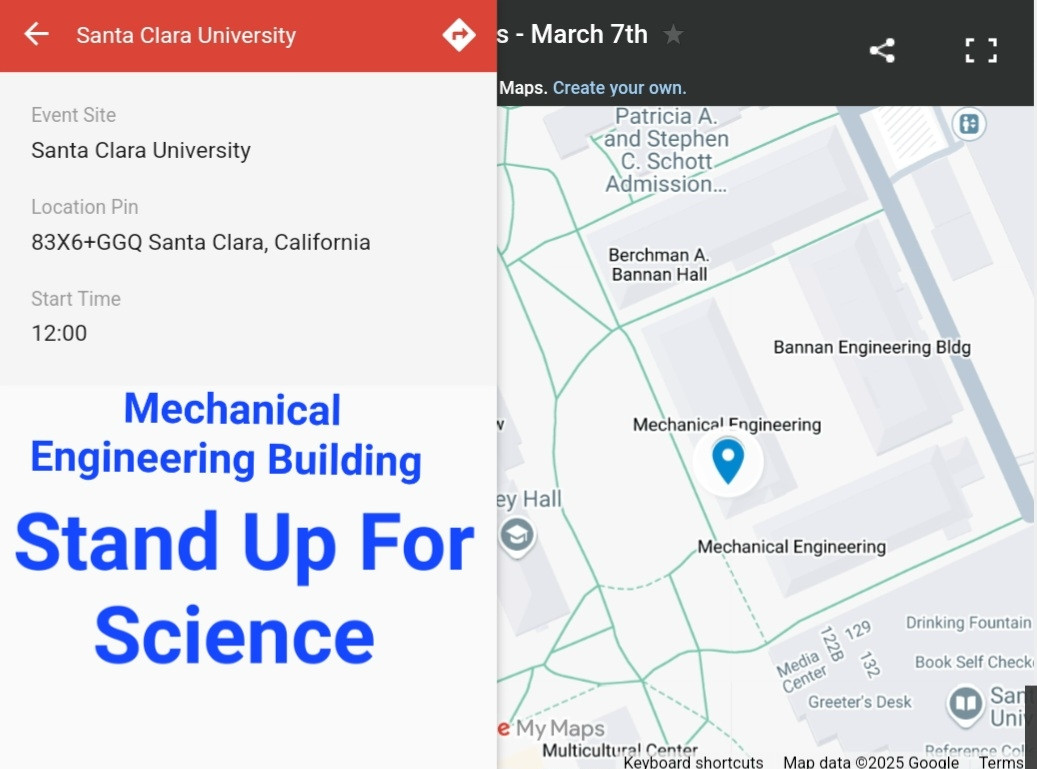 Santa Clara University
s - March 7th
Maps. Create your own.
Event Site
Santa Clara University
Location Pin
83X6+GGQ Santa Clara, California
Start Time
12:00
Mechanical
Engineering Building
Stand Up For
Science
Patricia A.
and Stephen
C. Schott
Admission...
Berchman A.
Bannan Hall
Bannan Engineering Bldg
w
Mechanical Engineering
ey Hall
Mechanical Engineering
Drinking Fountain
122B
129
132
Media
Center
Book Self Check
Greeter's Desk
San
Univ
Reference Col
e My Maps
Multicultural Center
Keyboard shortcuts
Map data ©2025 Google
Terms